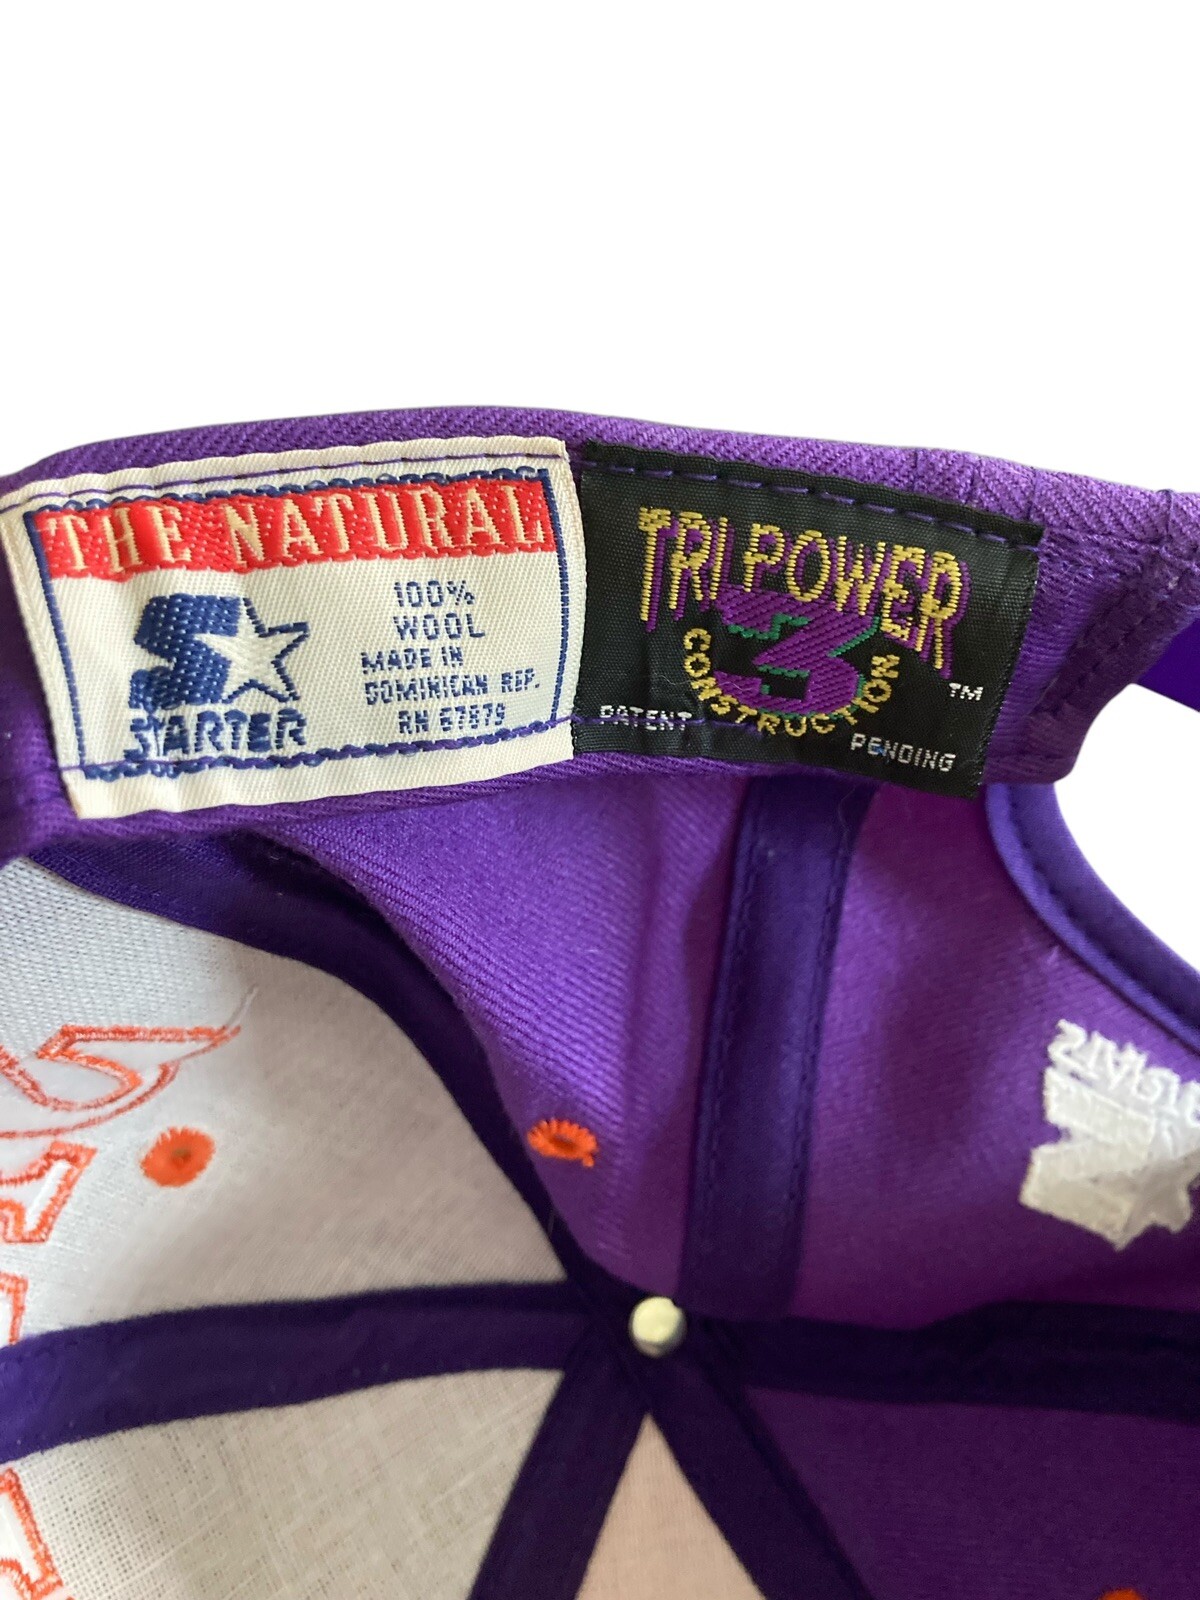 THE NATURAL
100%
WOOL
MADE IN
DOMINICAN REP.
RN 67879
STARTER
TRI POWER
3
CONSTRUCTION
TM
PATENT
PENDING